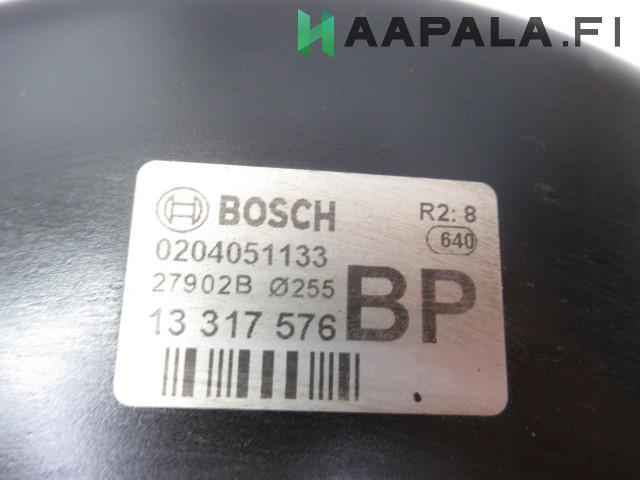 HAAPALA.FI
BOSCH
R2: 8
640
0204051133
27902B Ø255
13 317 576
BP